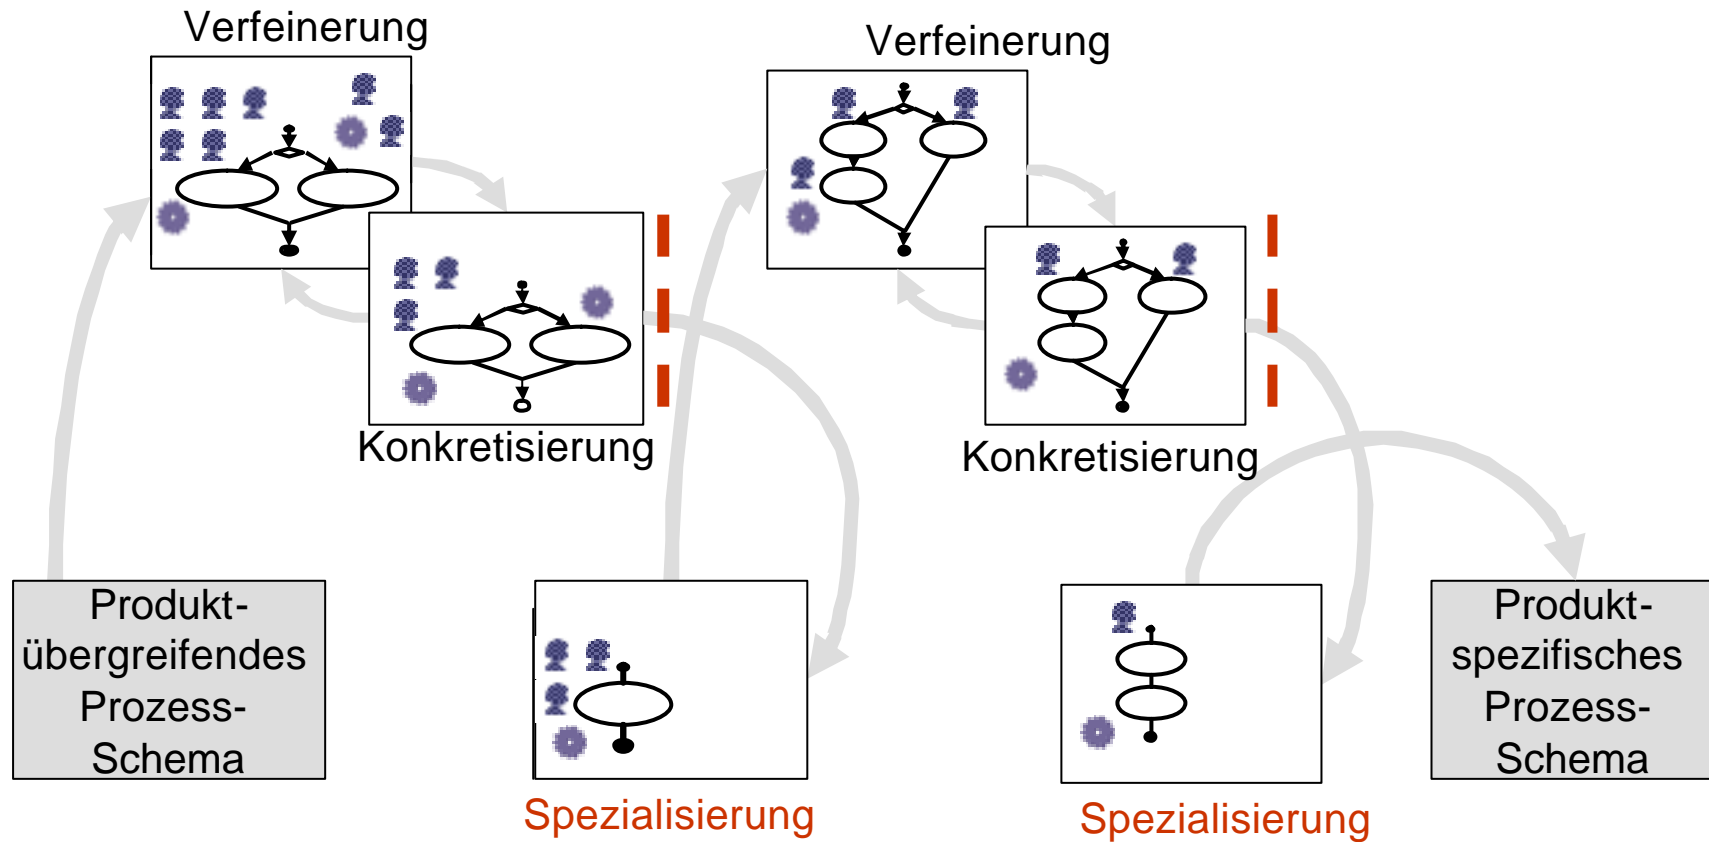 Verfeinerung
Verfeinerung
Konkretisierung
Konkretisierung
Produkt-
übergreifendes
Prozess-
Schema
Produkt-
spezifisches
Prozess-
Schema
Spezialisierung
Spezialisierung